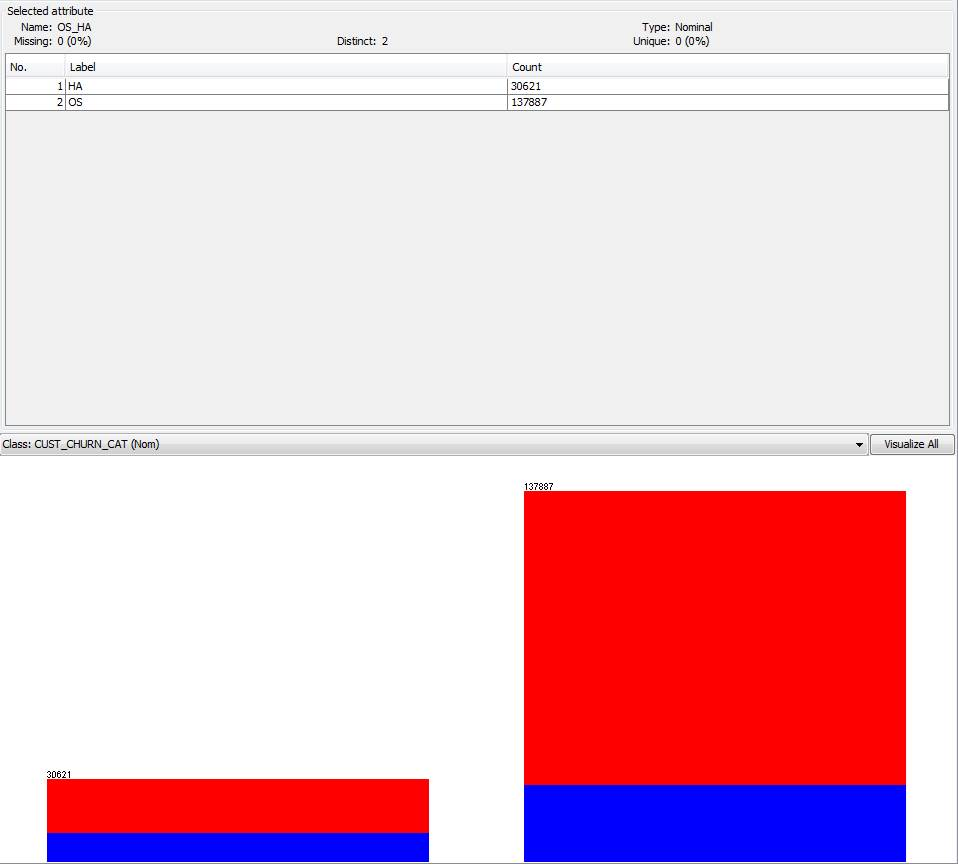 Selected attribute
Name: OS_HA Type: Nominal
Missing: 0 (0%) Distinct: 2 Unique: 0 (0%)
No. Label Count
1 HA 30621
2 OS 137887
Class: CUST_CHURN_CAT (Nom) Visualize All
137887
30621